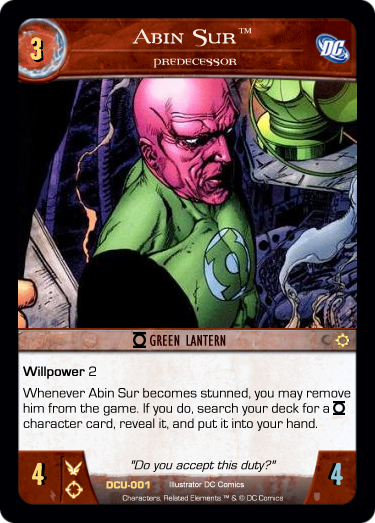 3
Abin Sur™
PREDECESSOR
DC
GREEN LANTERN
Willpower 2
Whenever Abin Sur becomes stunned, you may remove
him from the game. If you do, search your deck for a
character card, reveal it, and put it into your hand.
"Do you accept this duty?"
4
DCU-001 Illustrator DC Comics
Characters, Related Elements ™ & © DC Comics
4